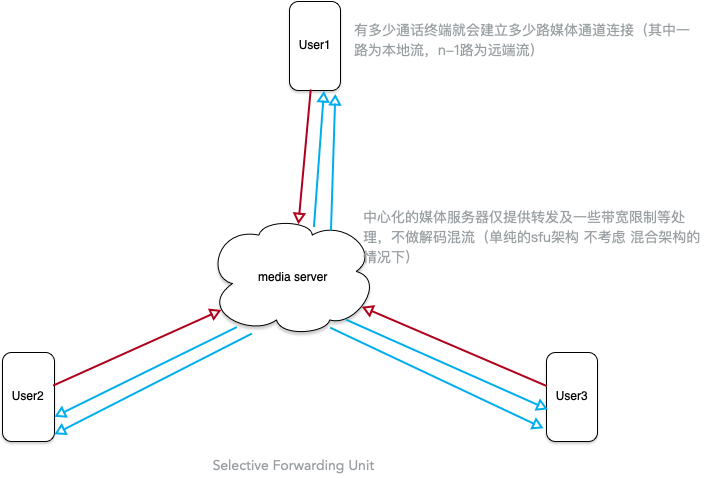 User1
有多少通话终端就会建立多少路媒体通道连接（其中一
路为本地流，n-1路为远端流）
中心化的媒体服务器仅提供转发及一些带宽限制等处
理，不做解码混流（单纯的sfu架构 不考虑 混合架构的
情况下）
media server
User2
User3
Selective Forwarding Unit